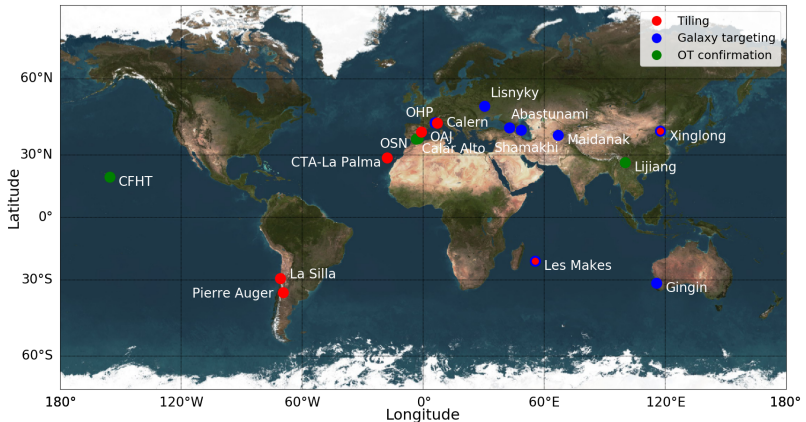 Tiling
Galaxy targeting
OT confirmation
60°N
Lisnyky
OHP
Abastunami
Calern
OAJ
Xinglong
OSN
Calar Alto
Shamakhi
Maidanak
30°N
CTA-La Palma
Lijiang
CFHT
Latitude
0°
Les Makes
La Silla
30°S
Gingin
Pierre Auger
60°S
180°
120°W
60°W
0°
60°E
120°E
180°
Longitude